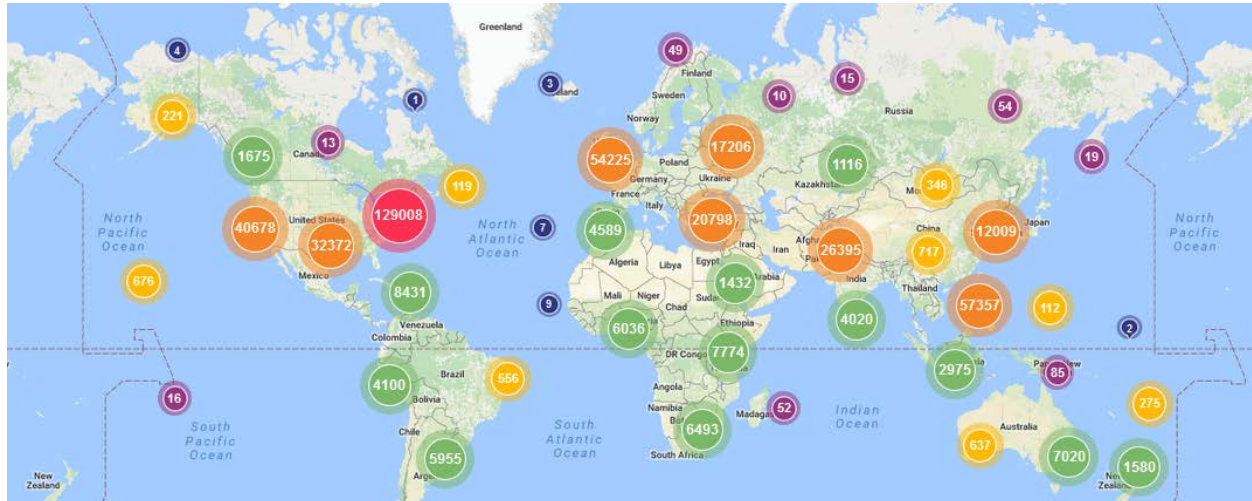 Greenland
4
49
Finland
3
Iceland
15
10
Sweden
1
54
Russia
221
Norway
13
Canada
1675
54225
17206
Poland
1116
19
Germany
Ukraine
Kazakhstan
France
119
346
Italy
129008
North
Pacific
Ocean
40678
United States
32372
North
Atlantic
Ocean
7
4589
20798
12009
Japan
North
Pacific
Ocean
China
26395
717
Iraq
Iran
Algeria
Libya
Egypt
Mexico
676
8431
1432
India
Mali
Niger
Chad
Thailand
9
57357
112
4020
Venezuela
6036
Ethiopia
2
Colombia
7774
DR Congo
2975
85
4100
Brazil
556
Angola
16
Bolivia
Namibia
Madagas
52
Indian
Ocean
275
South
Pacific
Ocean
Chile
South
Atlantic
Ocean
6493
637
Australia
South Africa
5955
7020
1580
New
Zealand
New
Zealand